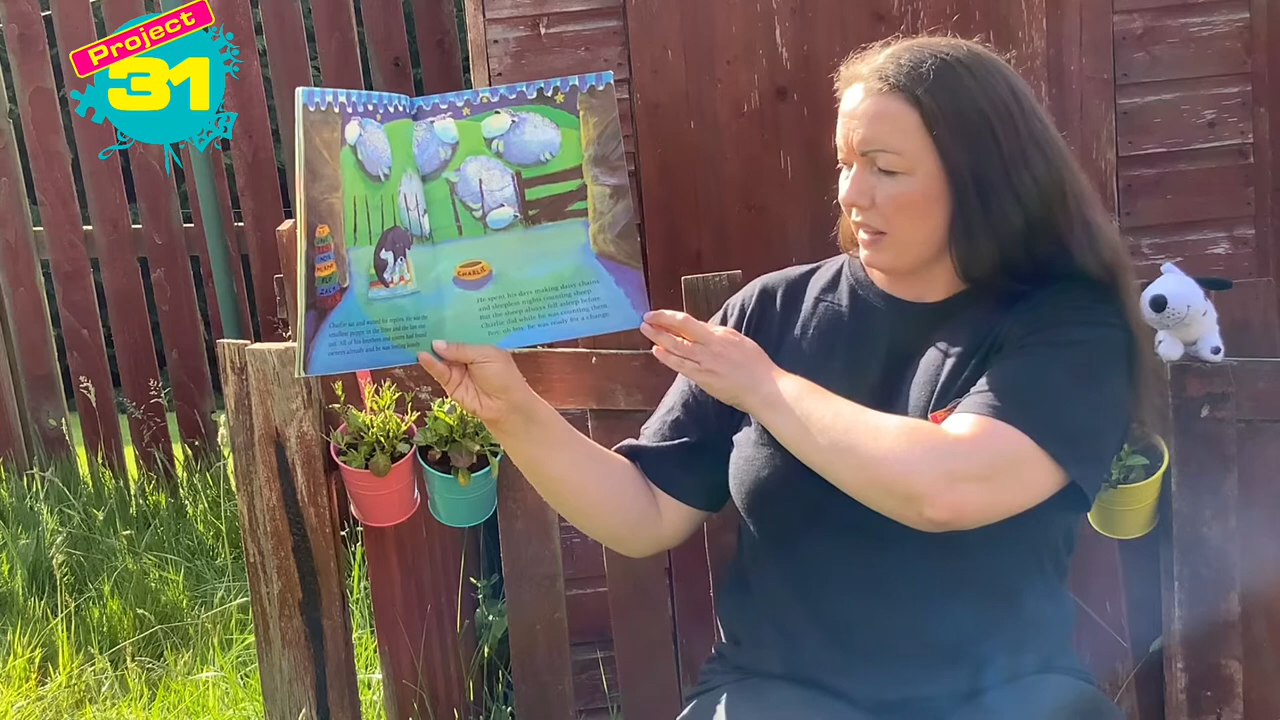 Project
31
CHARLIE
Charlie sat and waited for
smallest puppy in the litter and the last one
All of his brothers and sisters had found
owners already and he was feeling lonely.
He spent his days making daisy chains
and sleepless nights counting sheep.
But the sheep always fell asleep before
Charlie did while he was counting them.
he was ready for a change.